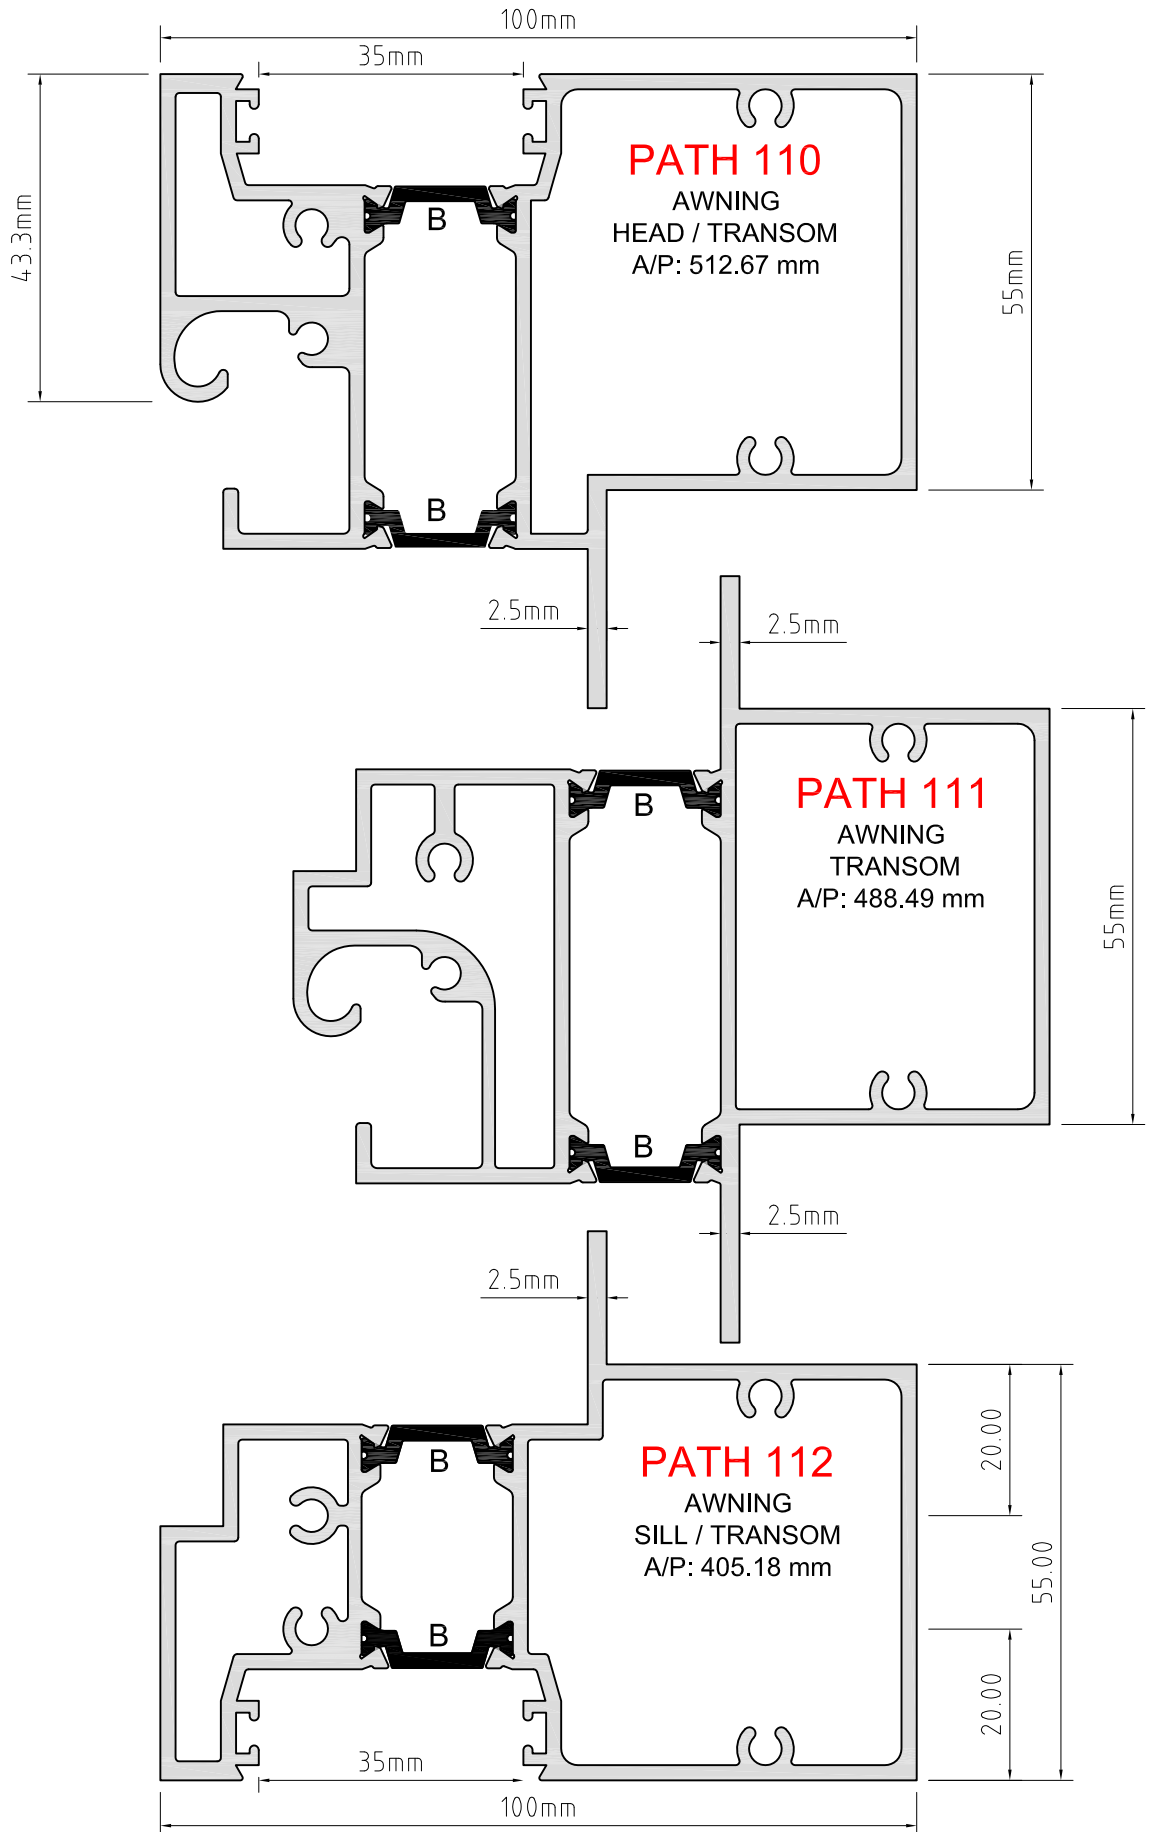 100mm
35mm
43.3mm
PATH 110
AWNING
HEAD / TRANSOM
A/P: 512.67 mm
B
55mm
B
2.5mm
2.5mm
PATH 111
AWNING
TRANSOM
A/P: 488.49 mm
B
55mm
B
2.5mm
2.5mm
PATH 112
AWNING
SILL / TRANSOM
A/P: 405.18 mm
B
20.00
55.00
B
20.00
35mm
100mm